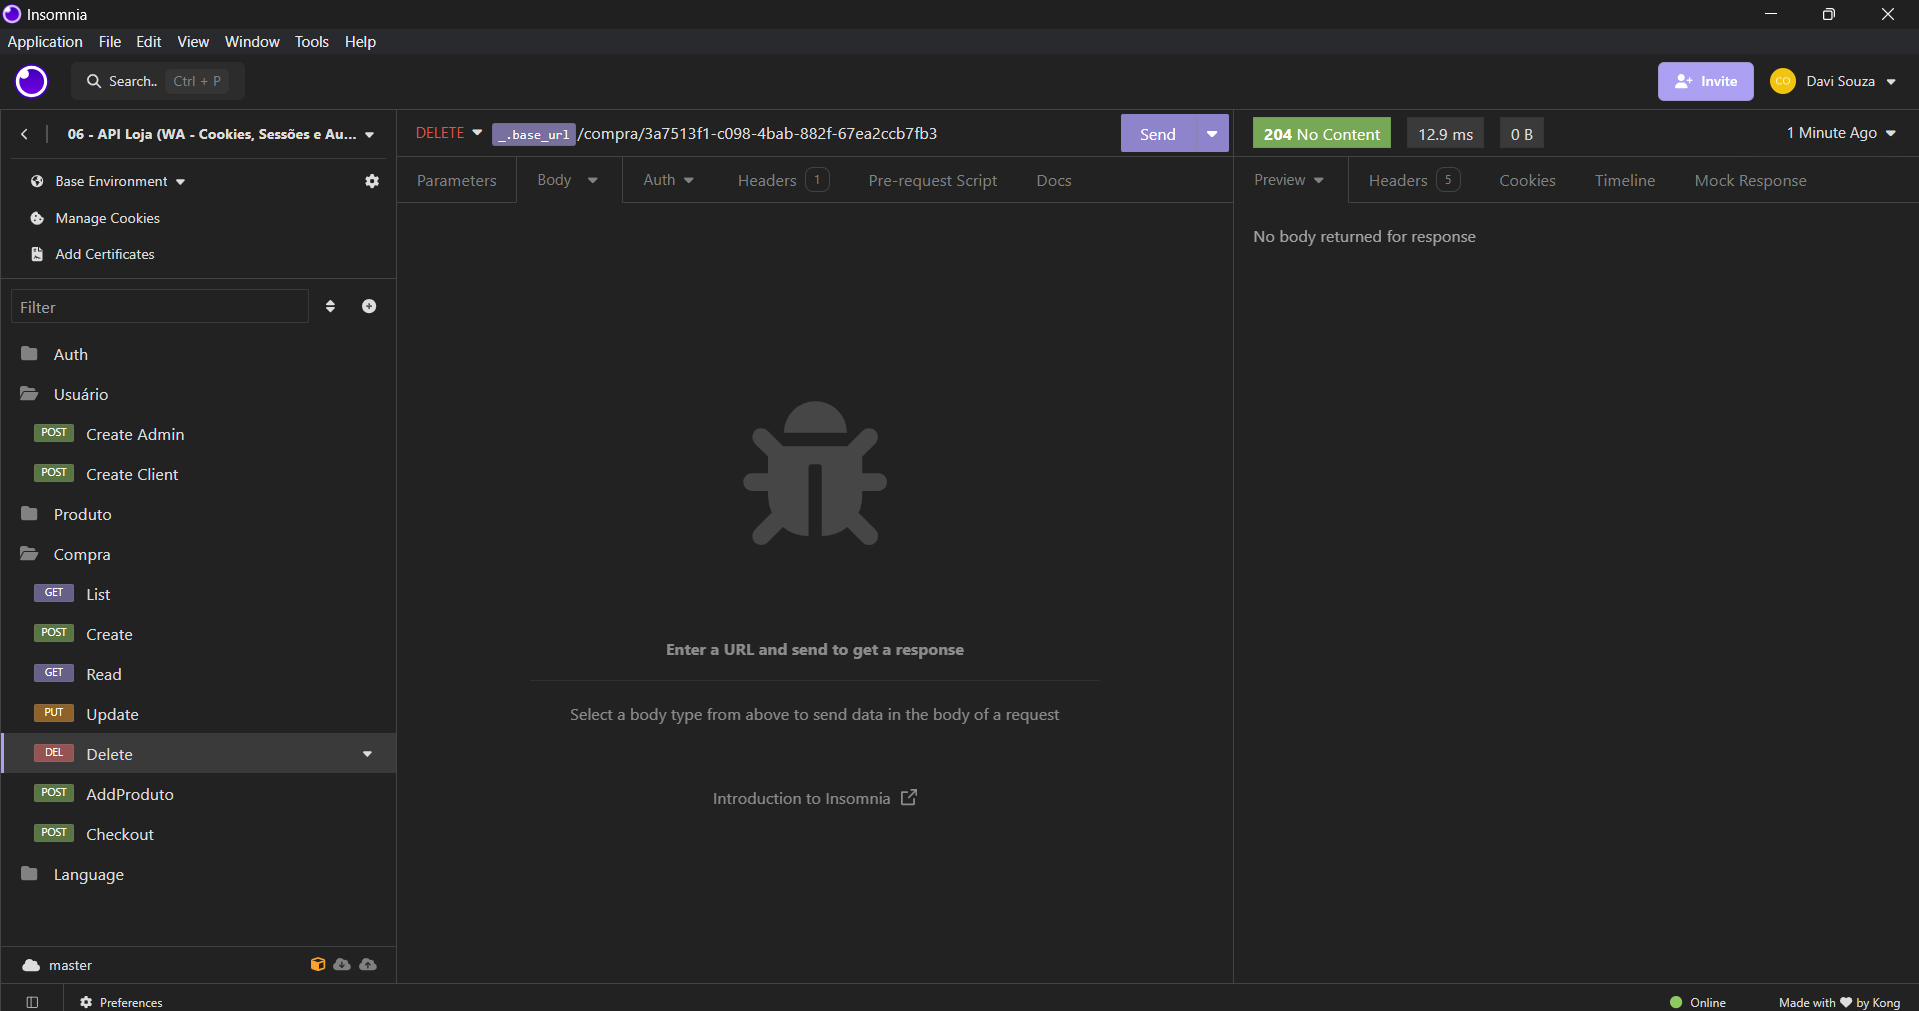 Insomnia
Application File Edit View Window Tools Help
Search.. Ctrl + P
Invite
CO Davi Souza
06 - API Loja (WA - Cookies, Sessões e Au...
Base Environment
Manage Cookies
Add Certificates
Filter
Auth
Usuário
POST Create Admin
POST Create Client
Produto
Compra
GET List
POST Create
GET Read
PUT Update
DEL Delete
POST AddProduto
POST Checkout
Language
master
DELETE _.base_url /compra/3a7513f1-c098-4bab-882f-67ea2ccb7fb3 Send
Parameters Body Auth Headers 1 Pre-request Script Docs
Enter a URL and send to get a response
Select a body type from above to send data in the body of a request
Introduction to Insomnia
204 No Content 12.9 ms 0 B 1 Minute Ago
Preview Headers 5 Cookies Timeline Mock Response
No body returned for response
Preferences
Online Made with ❤ by Kong